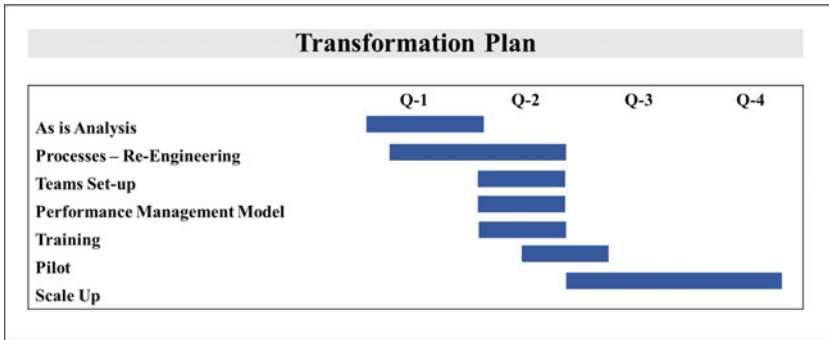 Transformation Plan
Q-1 Q-2 Q-3 Q-4
As is Analysis
Processes – Re-Engineering
Teams Set-up
Performance Management Model
Training
Pilot
Scale Up